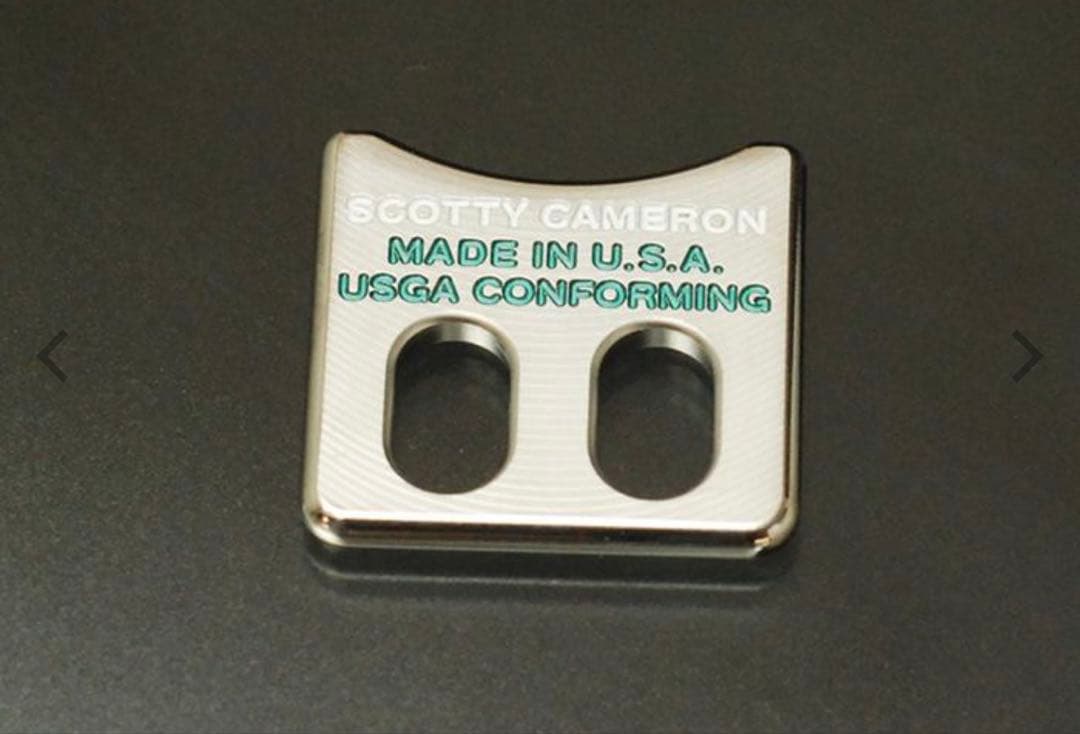 SCOTTY CAMERON
MADE IN U.S.A.
USGA CONFORMING